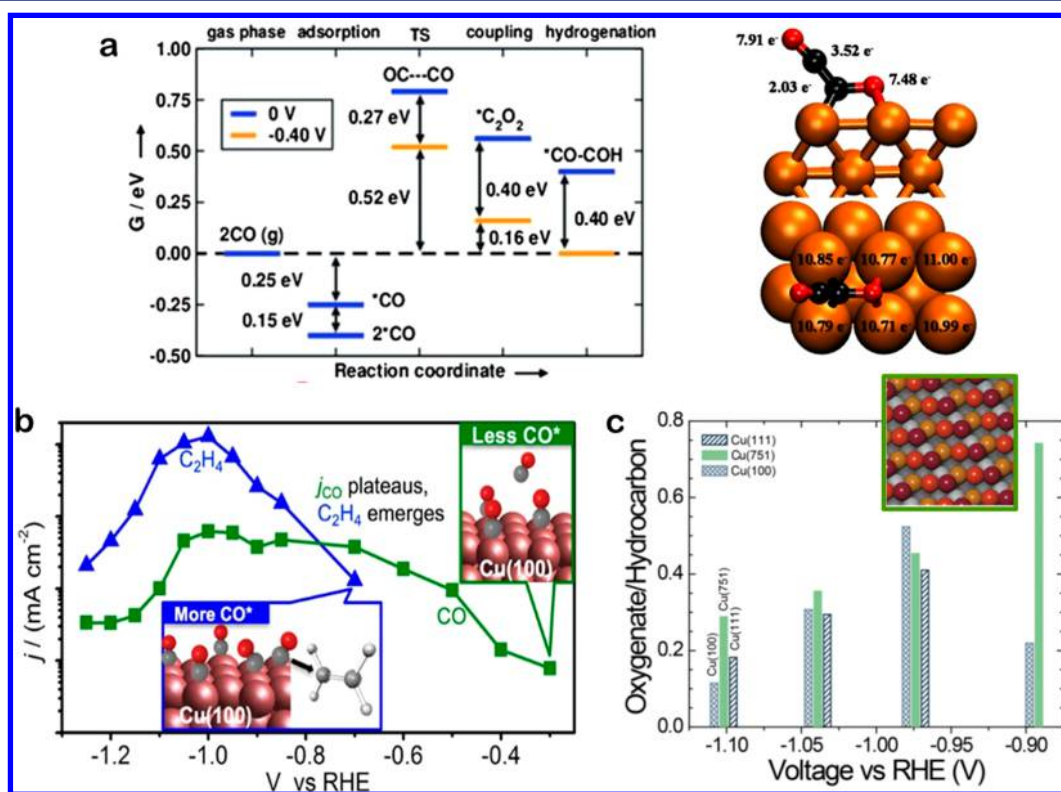 a
gas phase adsorption TS coupling hydrogenation
1.00
0.75
0.50
0.25
0.00
-0.25
-0.50
G / eV
0 V
-0.40 V
OC---CO
0.27 eV
0.52 eV
*C2O2
0.40 eV
0.16 eV
*CO-COH
0.40 eV
2CO (g)
0.25 eV
*CO
0.15 eV
2*CO
Reaction coordinate
7.91 e-
3.52 e-
2.03 e-
7.48 e-
10.85 e-
10.77 e-
11.00 e-
10.79 e-
10.71 e-
10.99 e-
b
C2H4
jCO plateaus,
C2H4 emerges
Less CO*
Cu(100)
CO
More CO*
Cu(100)
j / (mA cm-2)
-1.2 -1.0 -0.8 -0.6 -0.4
V vs RHE
c
0.8
0.6
0.4
0.2
0.0
Oxygenate/Hydrocarbon
Cu(111)
Cu(751)
Cu(100)
Cu(100)
Cu(751)
Cu(111)
-1.10 -1.05 -1.00 -0.95 -0.90
Voltage vs RHE (V)